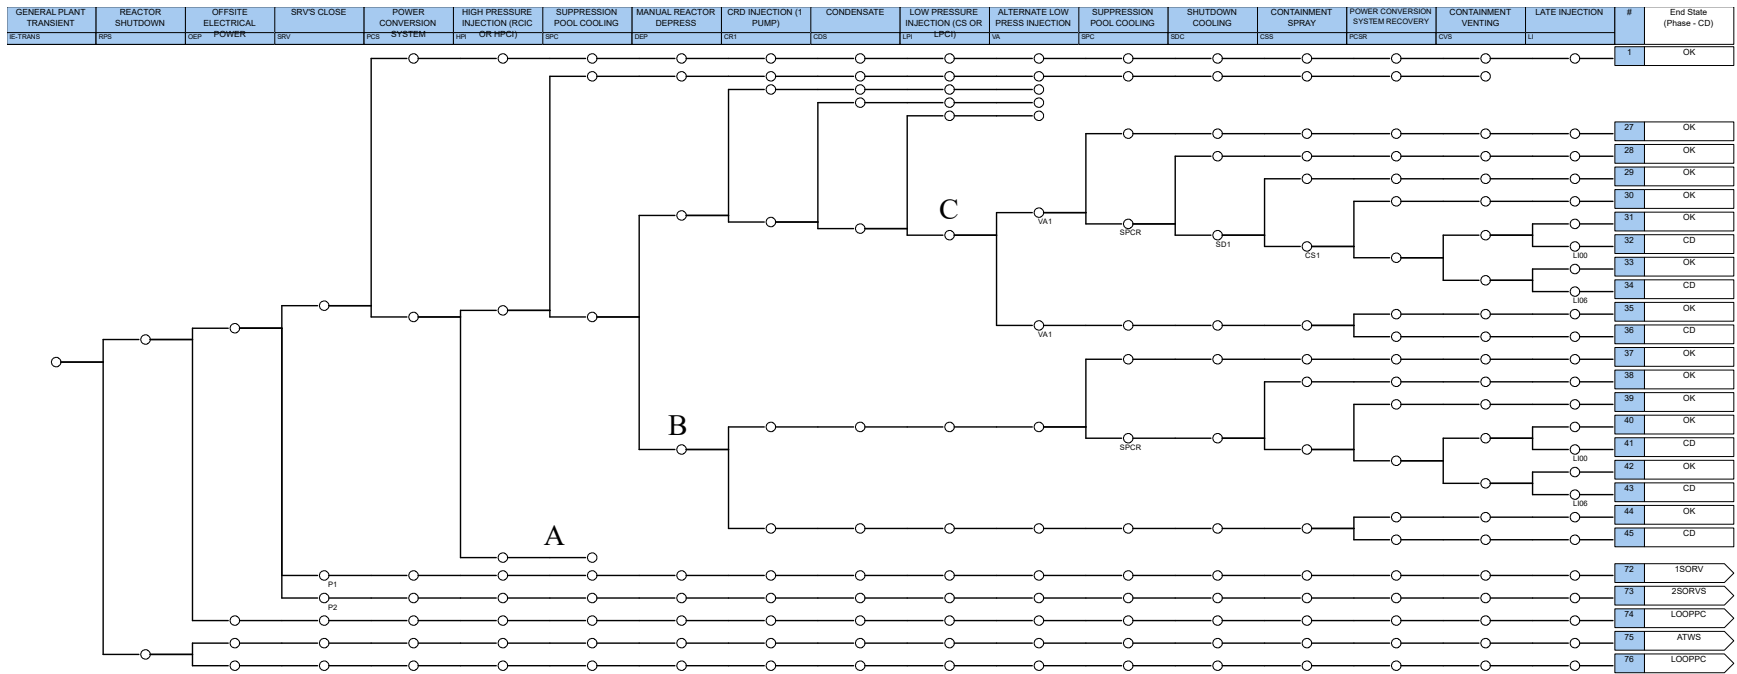 GENERAL PLANT
TRANSIENT
IE-TRANS
REACTOR
SHUTDOWN
RPS
OFFSITE
ELECTRICAL
POWER
OEP
SRV'S CLOSE
SRV
POWER
CONVERSION
SYSTEM
PCS
HIGH PRESSURE
INJECTION (RCIC
OR HPCI)
HPI
SUPPRESSION
POOL COOLING
SPC
MANUAL REACTOR
DEPRESS
DEP
CRD INJECTION (1
PUMP)
CR1
CONDENSATE
CDS
LOW PRESSURE
INJECTION (CS OR
LPCI)
LPI
ALTERNATE LOW
PRESS INJECTION
VA
SUPPRESSION
POOL COOLING
SPC
SHUTDOWN
COOLING
SDC
CONTAINMENT
SPRAY
CSS
POWER CONVERSION
SYSTEM RECOVERY
PCSR
CONTAINMENT
VENTING
CVS
LATE INJECTION
LI
#
End State
(Phase - CD)
1 OK
27 OK
28 OK
29 OK
30 OK
31 OK
32 CD
33 OK
34 CD
35 OK
36 CD
37 OK
38 OK
39 OK
40 OK
41 CD
42 OK
43 CD
44 OK
45 CD
72 1SORV
73 2SORVS
74 LOOPPC
75 ATWS
76 LOOPPC
C
VA1
SPCR
SD1
CS1
LI00
LI06
VA1
B
SPCR
LI00
LI06
A
P1
P2